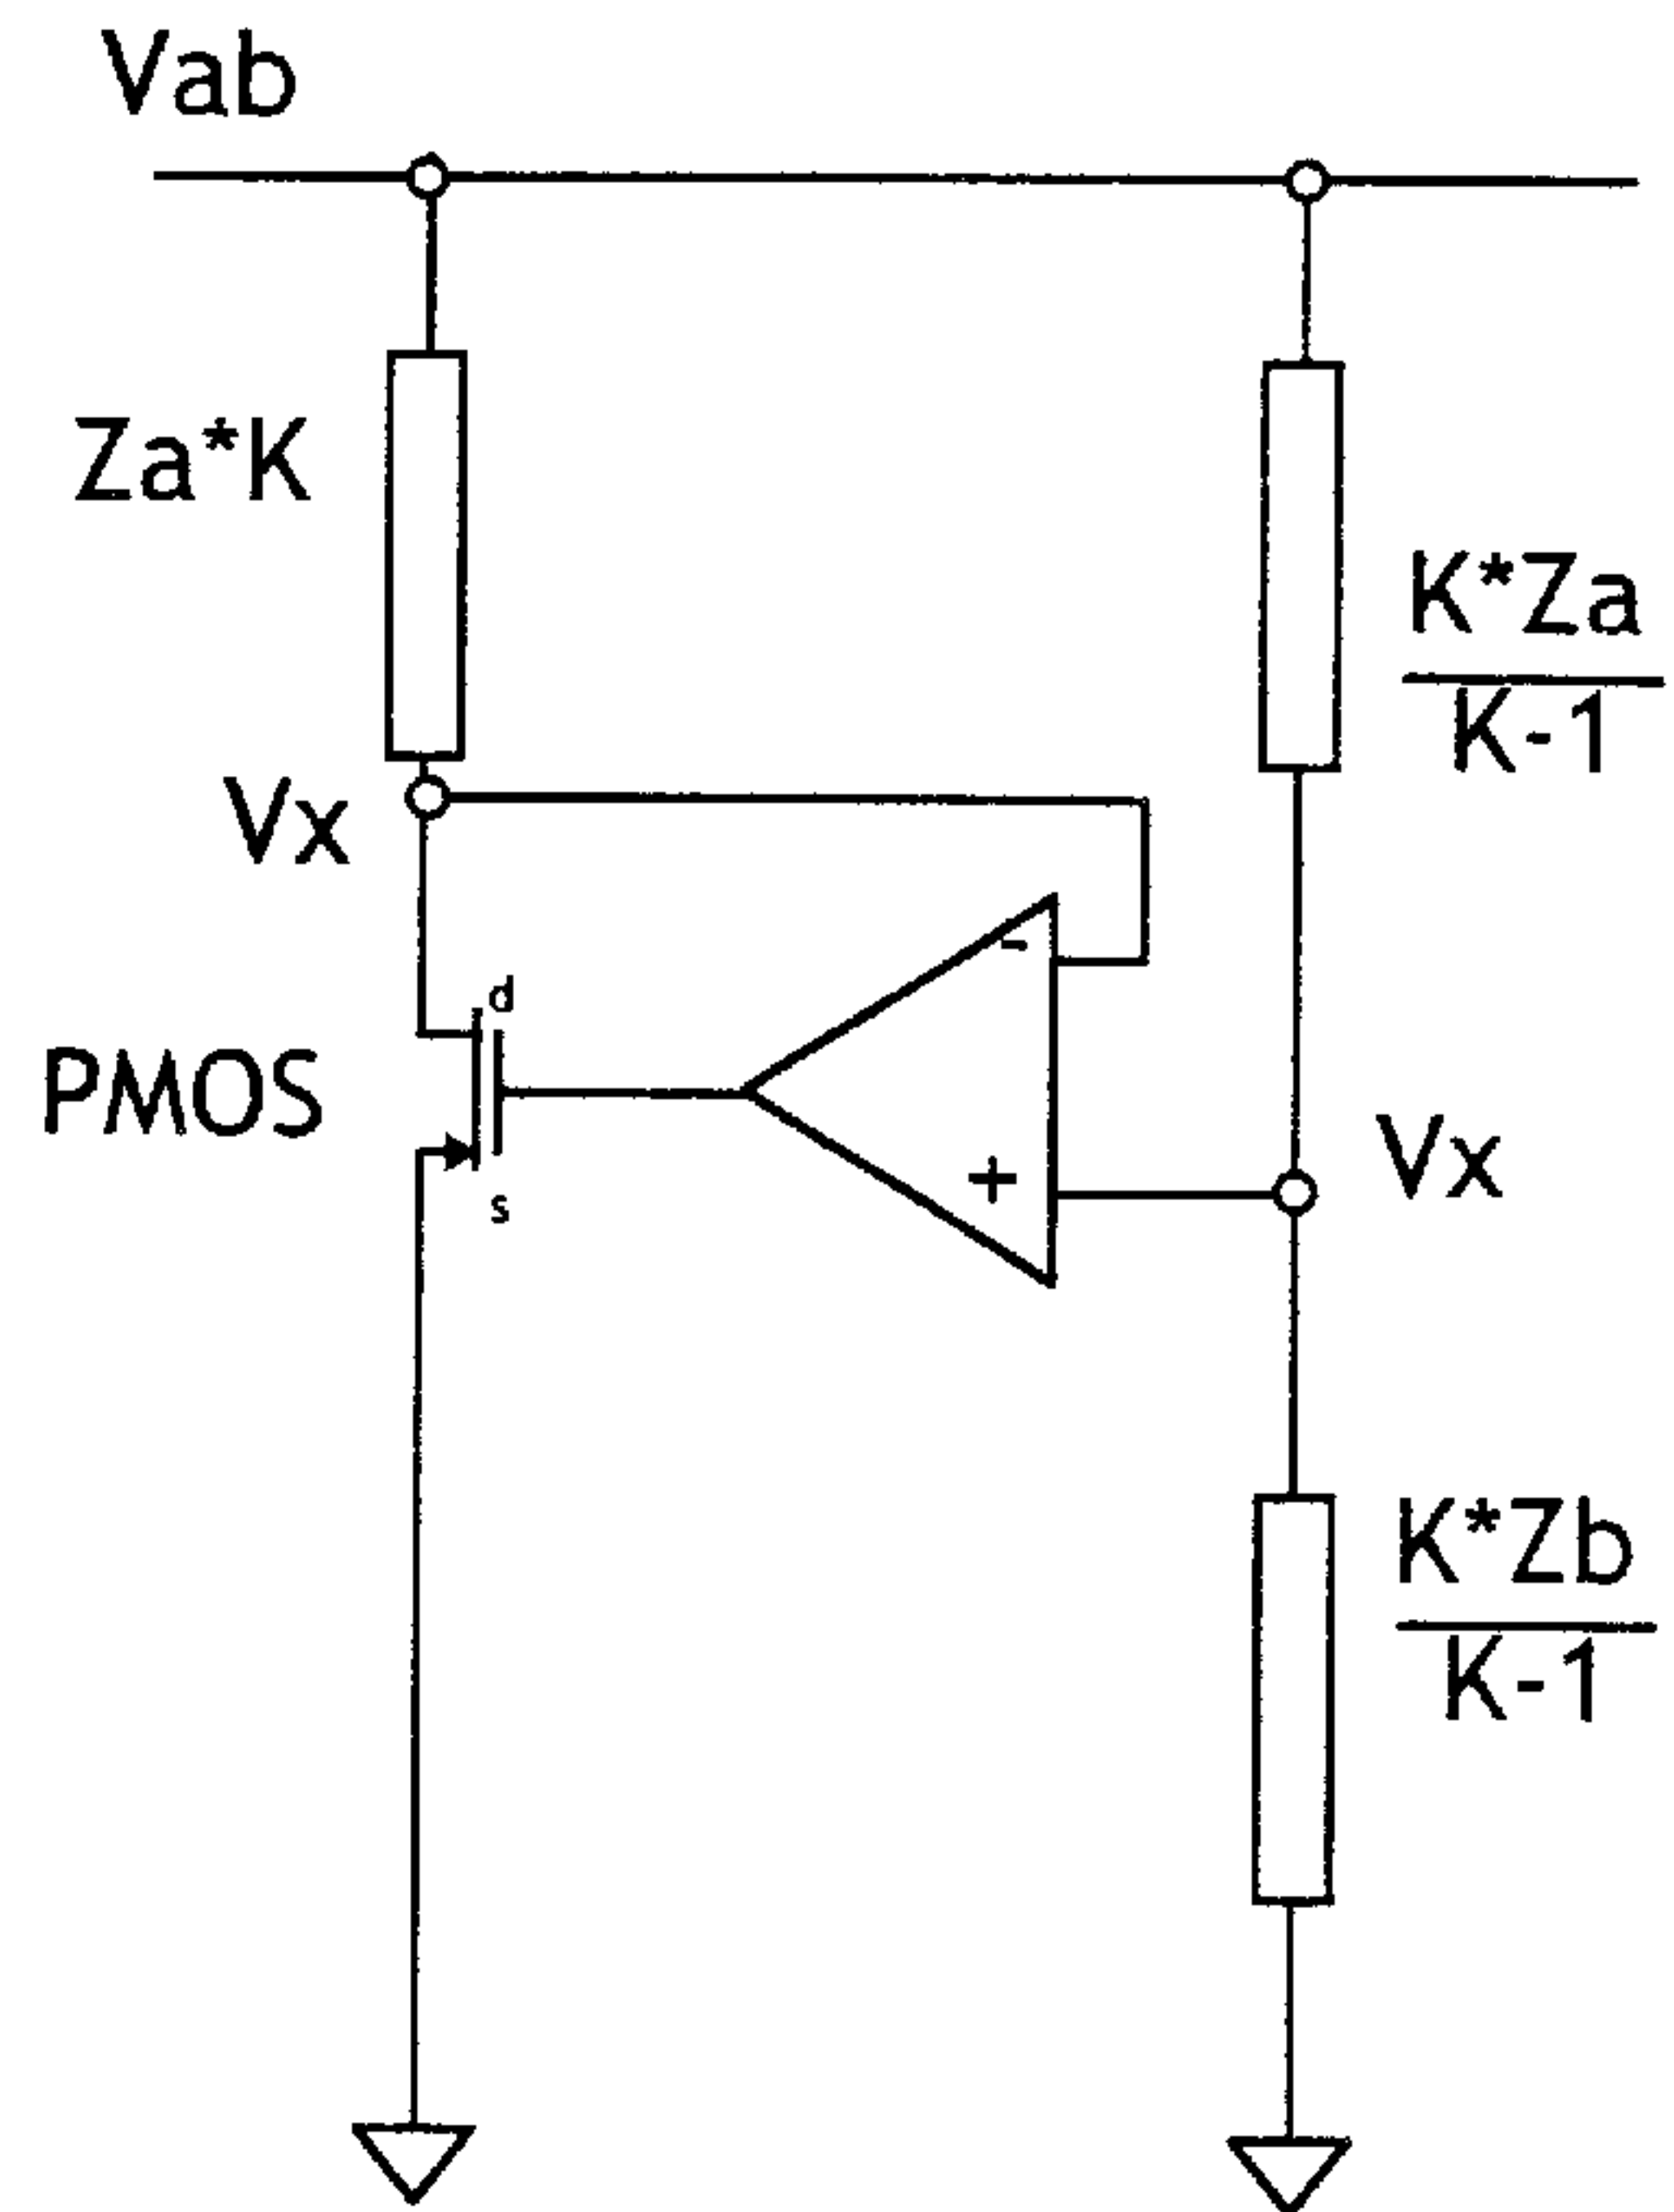 Vab
Za*K
K*Za
K-1
Vx
-
d
PMOS
+
Vx
s
K*Zb
K-1